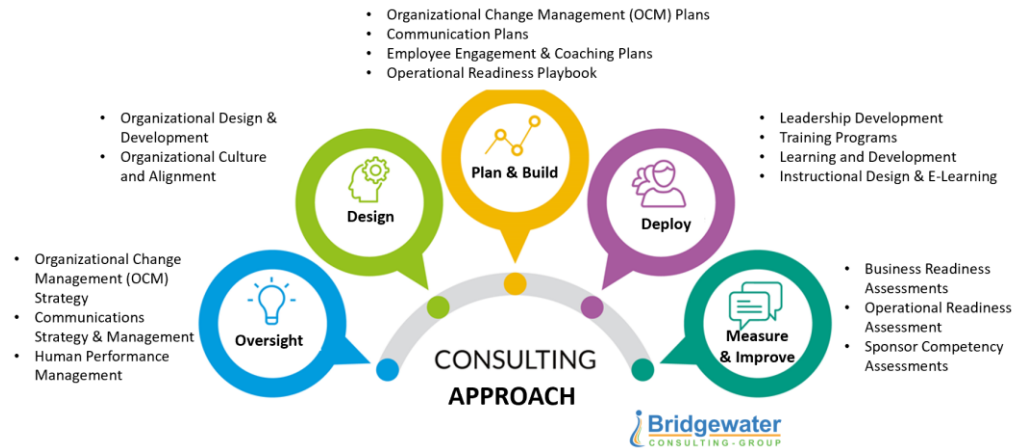 • Organizational Change Management (OCM) Plans
• Communication Plans
• Employee Engagement & Coaching Plans
• Operational Readiness Playbook
• Organizational Design &
Development
• Organizational Culture
and Alignment
• Leadership Development
• Training Programs
• Learning and Development
• Instructional Design & E-Learning
Plan & Build
Design
Deploy
• Organizational Change
Management (OCM)
Strategy
• Communications
Strategy & Management
• Human Performance
Management
Oversight
Measure
& Improve
• Business Readiness
Assessments
• Operational Readiness
Assessment
• Sponsor Competency
Assessments
CONSULTING
APPROACH
Bridgewater
CONSULTING-GROUP